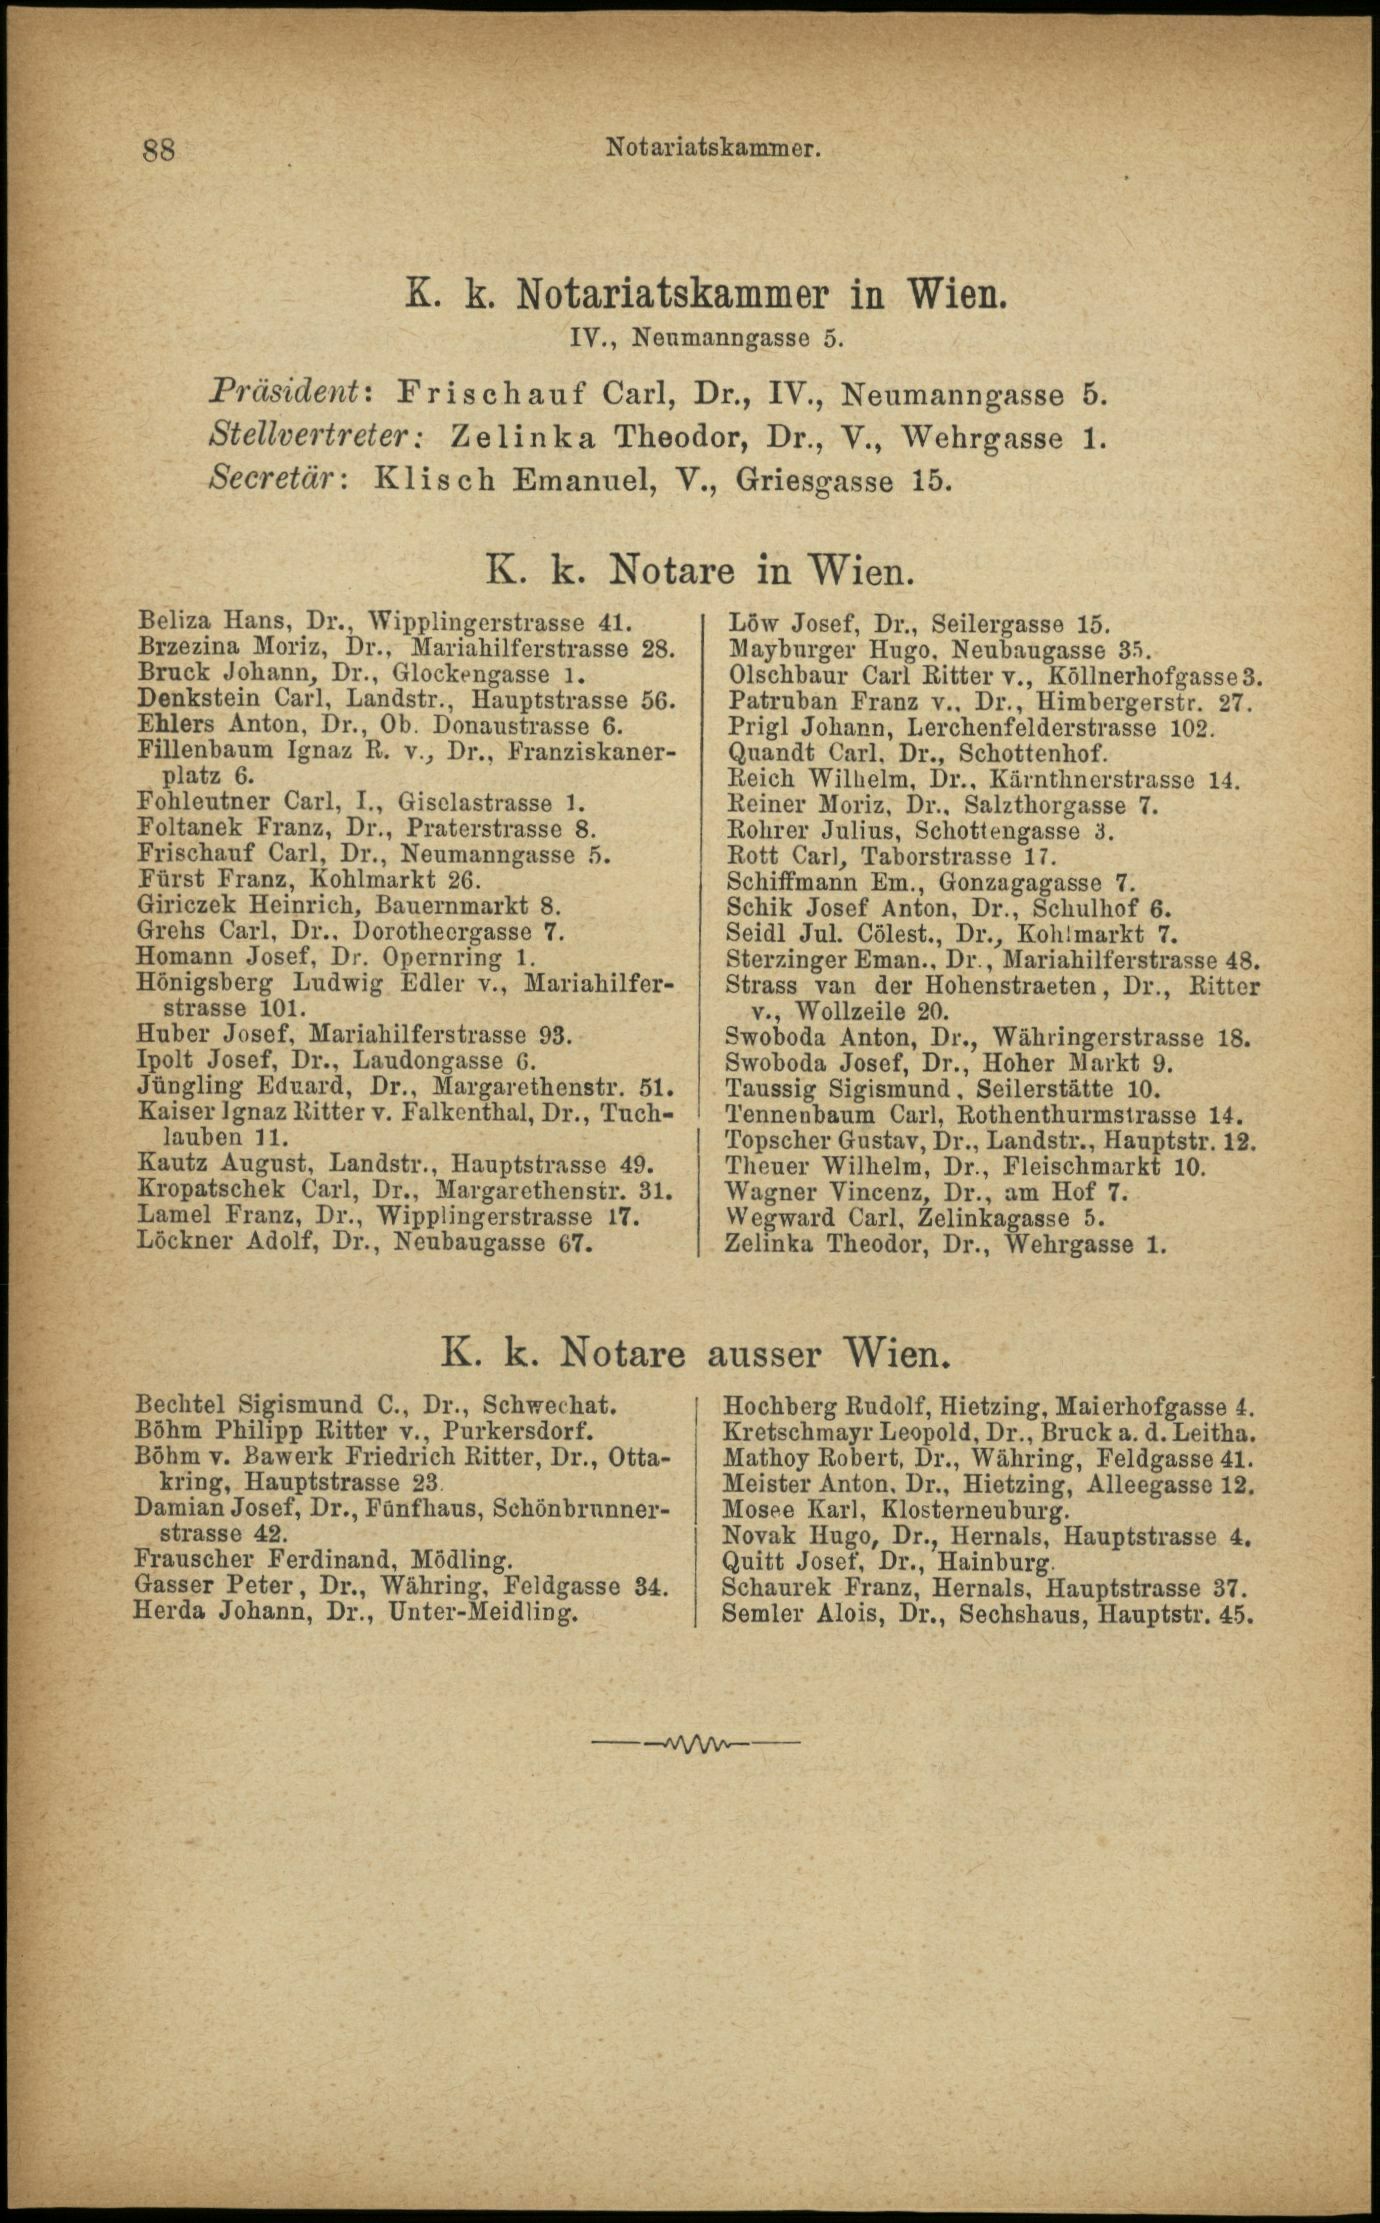 88
Notariatskammer.
K. k. Notariatskammer in Wien.
IV., Neumanngasse 5.
Präsident: Frischauf Carl, Dr., IV., Neumanngasse 5.
Stellvertreter: Zelinka Theodor, Dr., V., Wehrgasse 1.
Secretär: Klisch Emanuel, V., Griesgasse 15.
K. k. Notare in Wien.
Beliza Hans, Dr., Wipplingerstrasse 41.
Brzezina Moriz, Dr., Mariahilferstrasse 28.
Bruck Johann, Dr., Glockengasse 1.
Denkstein Carl, Landstr., Hauptstrasse 56.
Ehlers Anton, Dr., Ob. Donaustrasse 6.
Fillenbaum Ignaz R. v., Dr., Franziskaner-
platz 6.
Fohleutner Carl, I., Giselastrasse 1.
Foltanek Franz, Dr., Praterstrasse 8.
Frischauf Carl, Dr., Neumanngasse 5.
Fürst Franz, Kohlmarkt 26.
Giriczek Heinrich, Bauernmarkt 8.
Grehs Carl, Dr.. Dorotheergasse 7.
Homann Josef, Dr. Opernring 1.
Hönigsberg Ludwig Edler v., Mariahilfer-
strasse 101.
Huber Josef, Mariahilferstrasse 93.
Ipolt Josef, Dr., Laudongasse 6.
Jüngling Eduard, Dr., Margarethenstr. 51.
Kaiser Ignaz Ritter v. Falkenthal, Dr., Tuch-
lauben 11.
Kautz August, Landstr., Hauptstrasse 49.
Kropatschek Carl, Dr., Margarethenstr. 31.
Lamel Franz, Dr., Wipplingerstrasse 17.
Löckner Adolf, Dr., Neubaugasse 67.
Löw Josef, Dr., Seilergasse 15.
Mayburger Hugo, Neubaugasse 35.
Olschbaur Carl Ritter v., Köllnerhofgasse 3.
Patruban Franz v., Dr., Himbergerstr. 27.
Prigl Johann, Lerchenfelderstrasse 102.
Quandt Carl, Dr., Schottenhof.
Reich Wilhelm, Dr., Kärnthnerstrasse 14.
Reiner Moriz, Dr., Salzthorgasse 7.
Rohrer Julius, Schottengasse 3.
Rott Carl, Taborstrasse 17.
Schiffmann Em., Gonzagagasse 7.
Schik Josef Anton, Dr., Schulhof 6.
Seidl Jul. Cölest., Dr., Kohlmarkt 7.
Sterzinger Eman., Dr., Mariahilferstrasse 48.
Strass van der Hohenstraeten, Dr., Ritter
v., Wollzeile 20.
Swoboda Anton, Dr., Währingerstrasse 18.
Swoboda Josef, Dr., Hoher Markt 9.
Taussig Sigismund, Seilerstätte 10.
Tennenbaum Carl, Rothenthurmstrasse 14.
Topscher Gustav, Dr., Landstr., Hauptstr. 12.
Theuer Wilhelm, Dr., Fleischmarkt 10.
Wagner Vincenz, Dr., am Hof 7.
Wegward Carl, Zelinkagasse 5.
Zelinka Theodor, Dr., Wehrgasse 1.
K. k. Notare ausser Wien.
Bechtel Sigismund C., Dr., Schwechat.
Böhm Philipp Ritter v., Purkersdorf.
Böhm v. Bawerk Friedrich Ritter, Dr., Otta-
kring, Hauptstrasse 23.
Damian Josef, Dr., Fünfhaus, Schönbrunner-
strasse 42.
Frauscher Ferdinand, Mödling.
Gasser Peter, Dr., Währing, Feldgasse 34.
Herda Johann, Dr., Unter-Meidling.
Hochberg Rudolf, Hietzing, Maierhofgasse 4.
Kretschmayr Leopold, Dr., Bruck a. d. Leitha.
Mathoy Robert, Dr., Währing, Feldgasse 41.
Meister Anton, Dr., Hietzing, Alleegasse 12.
Mosee Karl, Klosterneuburg.
Novak Hugo, Dr., Hernals, Hauptstrasse 4.
Quitt Josef, Dr., Hainburg.
Schaurek Franz, Hernals, Hauptstrasse 37.
Semler Alois, Dr., Sechshaus, Hauptstr. 45.